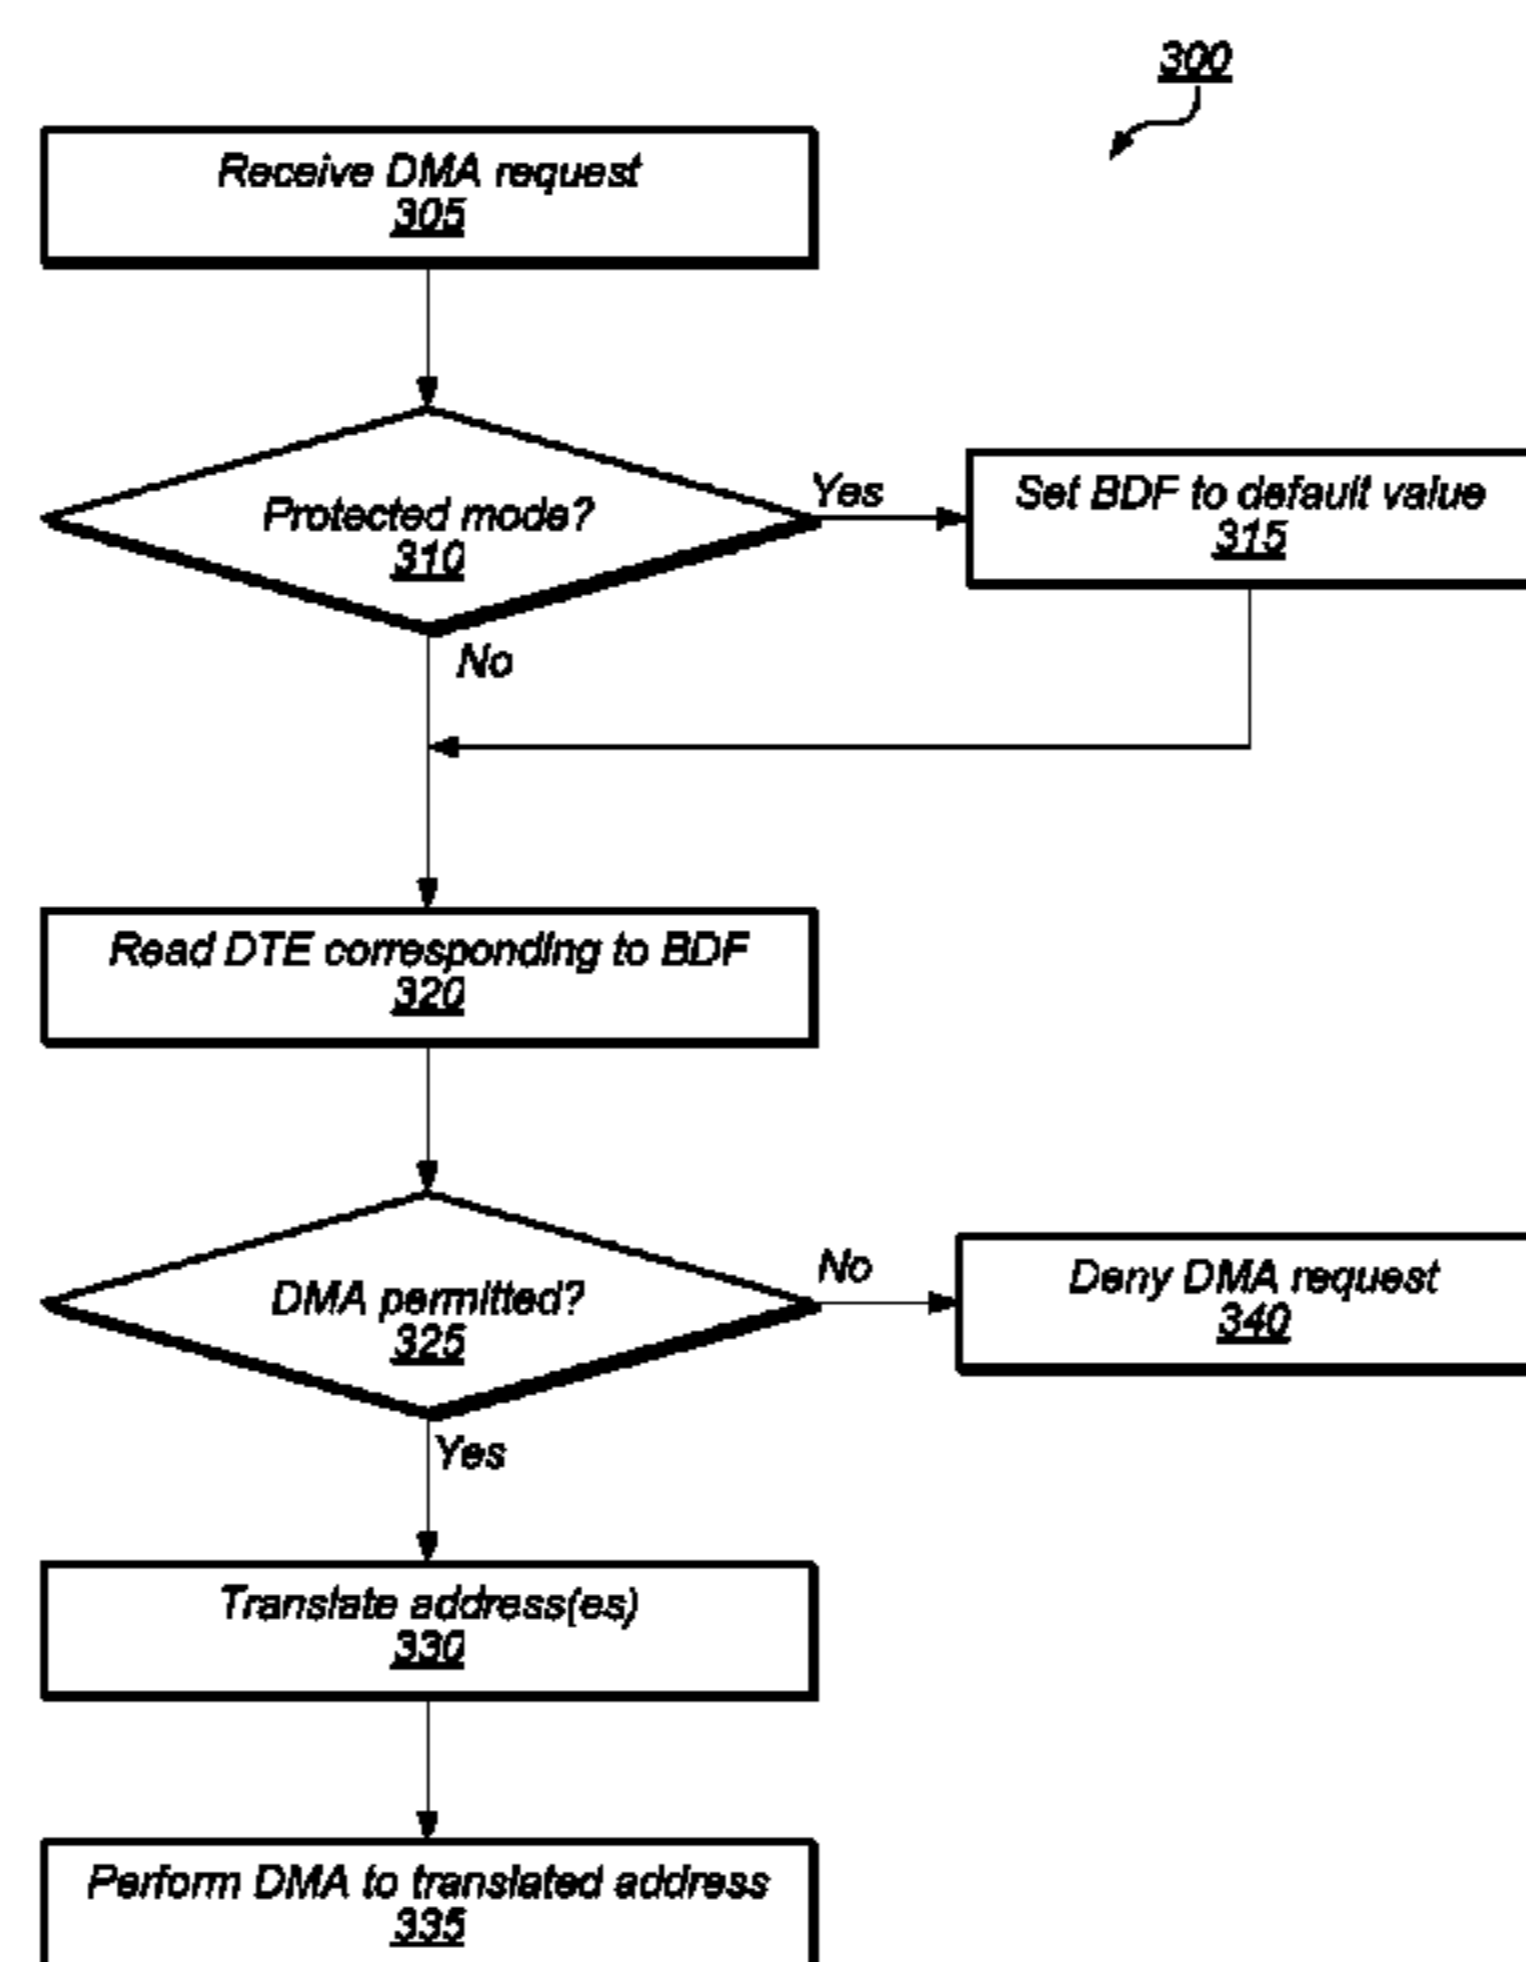 300
Receive DMA request
305
Protected mode?
310
Yes
Set BDF to default value
315
No
Read DTE corresponding to BDF
320
DMA permitted?
325
No
Deny DMA request
340
Yes
Translate address(es)
330
Perform DMA to translated address
335